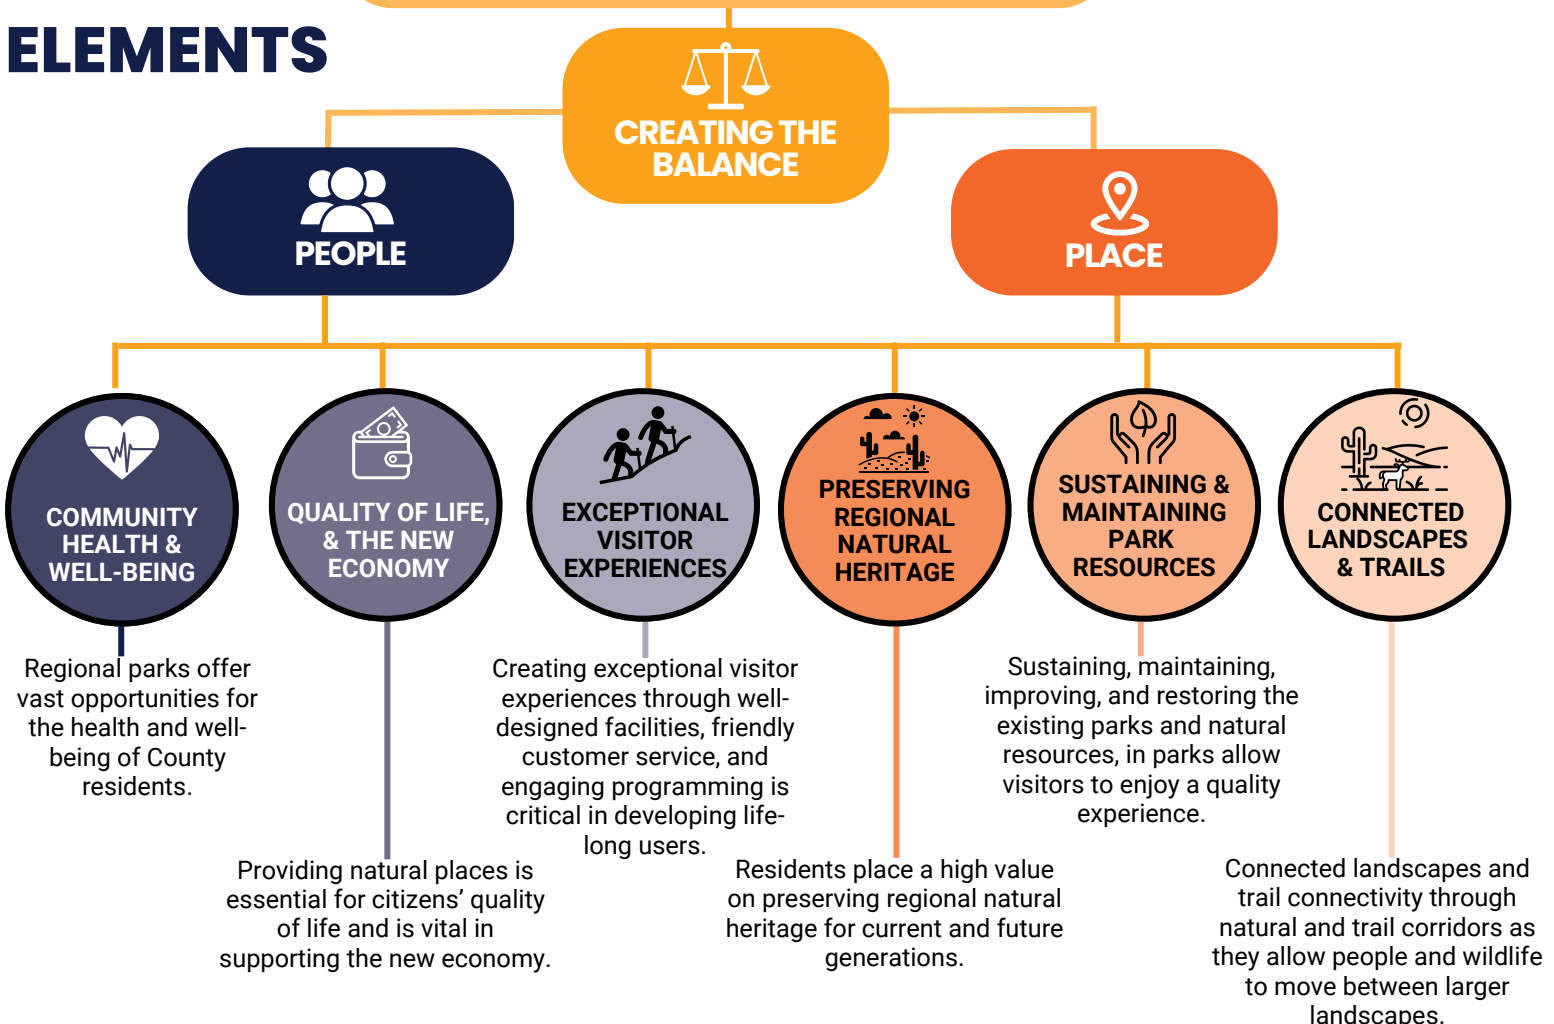 ELEMENTS
CREATING THE
BALANCE
PEOPLE
PLACE
COMMUNITY
HEALTH &
WELL-BEING
QUALITY OF LIFE,
& THE NEW
ECONOMY
EXCEPTIONAL
VISITOR
EXPERIENCES
PRESERVING
REGIONAL
NATURAL
HERITAGE
SUSTAINING &
MAINTAINING
PARK
RESOURCES
CONNECTED
LANDSCAPES
& TRAILS
Regional parks offer
vast opportunities for
the health and well-
being of County
residents.
Providing natural places is
essential for citizens’ quality
of life and is vital in
supporting the new economy.
Creating exceptional visitor
experiences through well-
designed facilities, friendly
customer service, and
engaging programming is
critical in developing life-
long users.
Residents place a high value
on preserving regional natural
heritage for current and future
generations.
Sustaining, maintaining,
improving, and restoring the
existing parks and natural
resources, in parks allow
visitors to enjoy a quality
experience.
Connected landscapes and
trail connectivity through
natural and trail corridors as
they allow people and wildlife
to move between larger
landscapes.